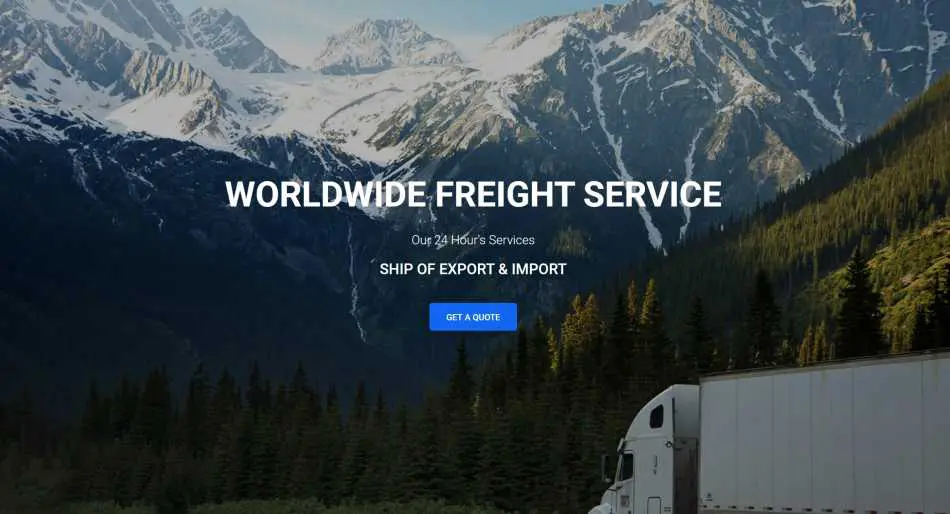 WORLDWIDE FREIGHT SERVICE
Our 24 Hour's Services
SHIP OF EXPORT & IMPORT
GET A QUOTE